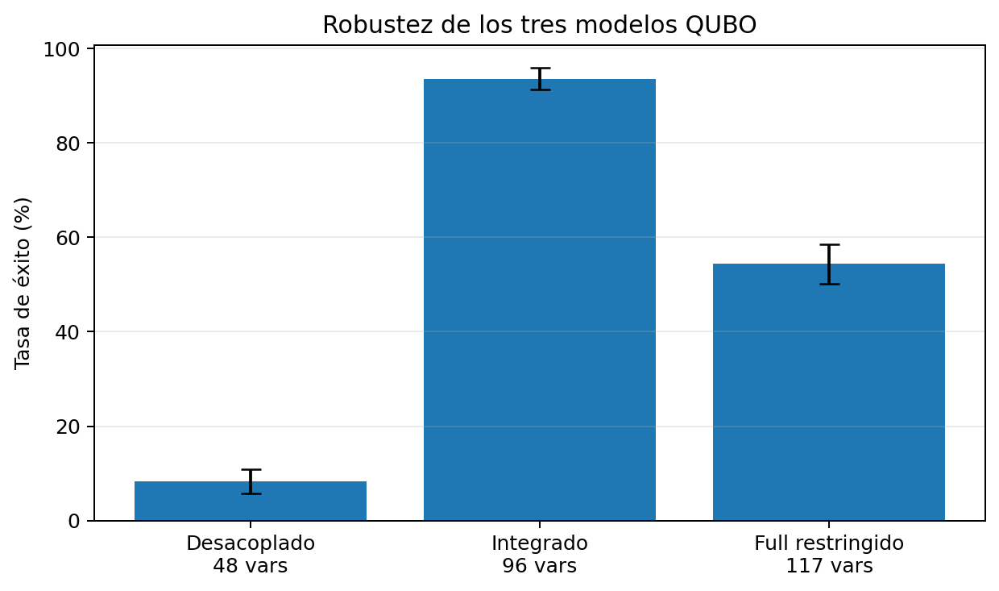 Robustez de los tres modelos QUBO
Tasa de éxito (%)
100
80
60
40
20
0
Desacoplado
48 vars
Integrado
96 vars
Full restringido
117 vars